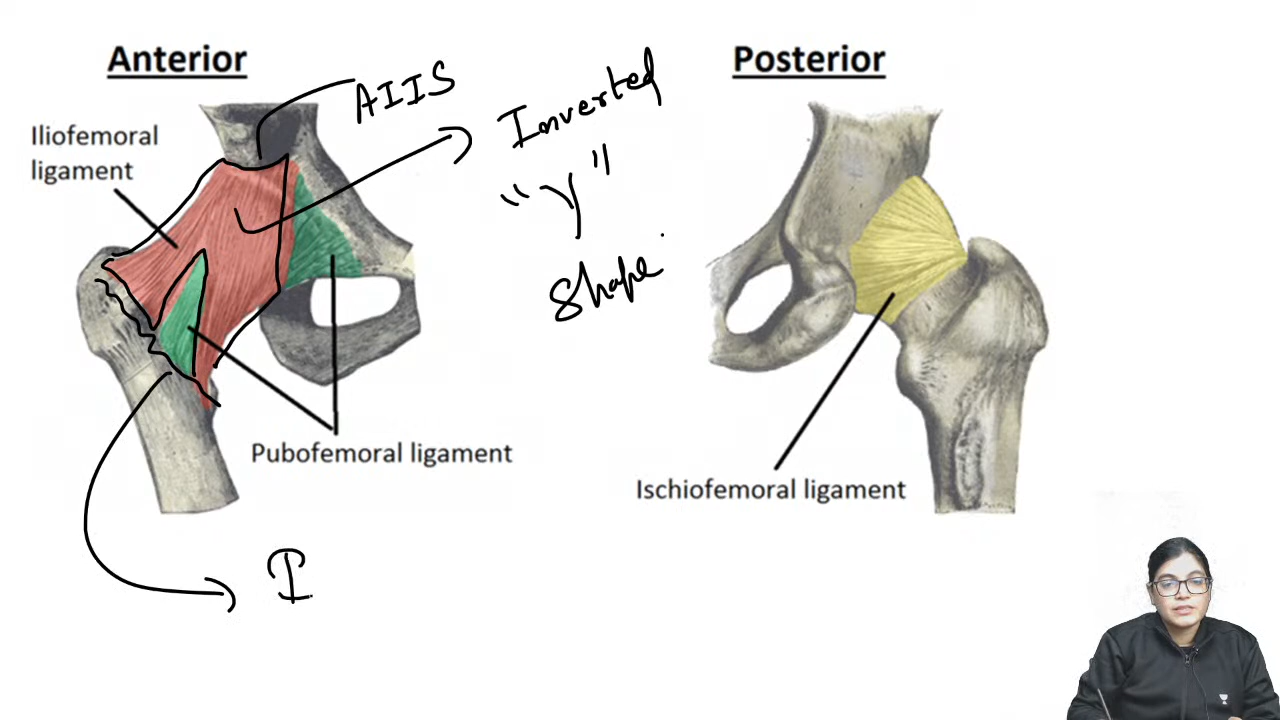 Anterior
Posterior
AIIS
Iliofemoral
ligament
Inverted
"Y"
Shape
Pubofemoral ligament
Ischiofemoral ligament
I